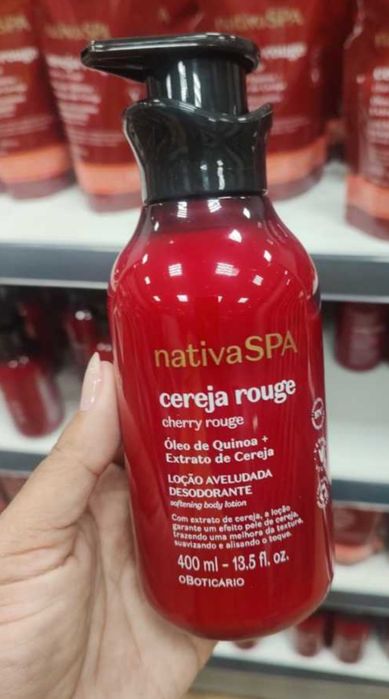 nativaSPA
cereja rouge
cherry rouge
Óleo de Quinoa +
Extrato de Cereja
LOÇÃO AVELUDADA
DESODORANTE
softening body lotion
Com extrato de cereja, a loção
garante um efeito pele de cereja,
trazendo uma melhora da textura,
suavizando e alisando o toque.
400 ml – 13.5 fl. oz.
OBOTICÁRIO